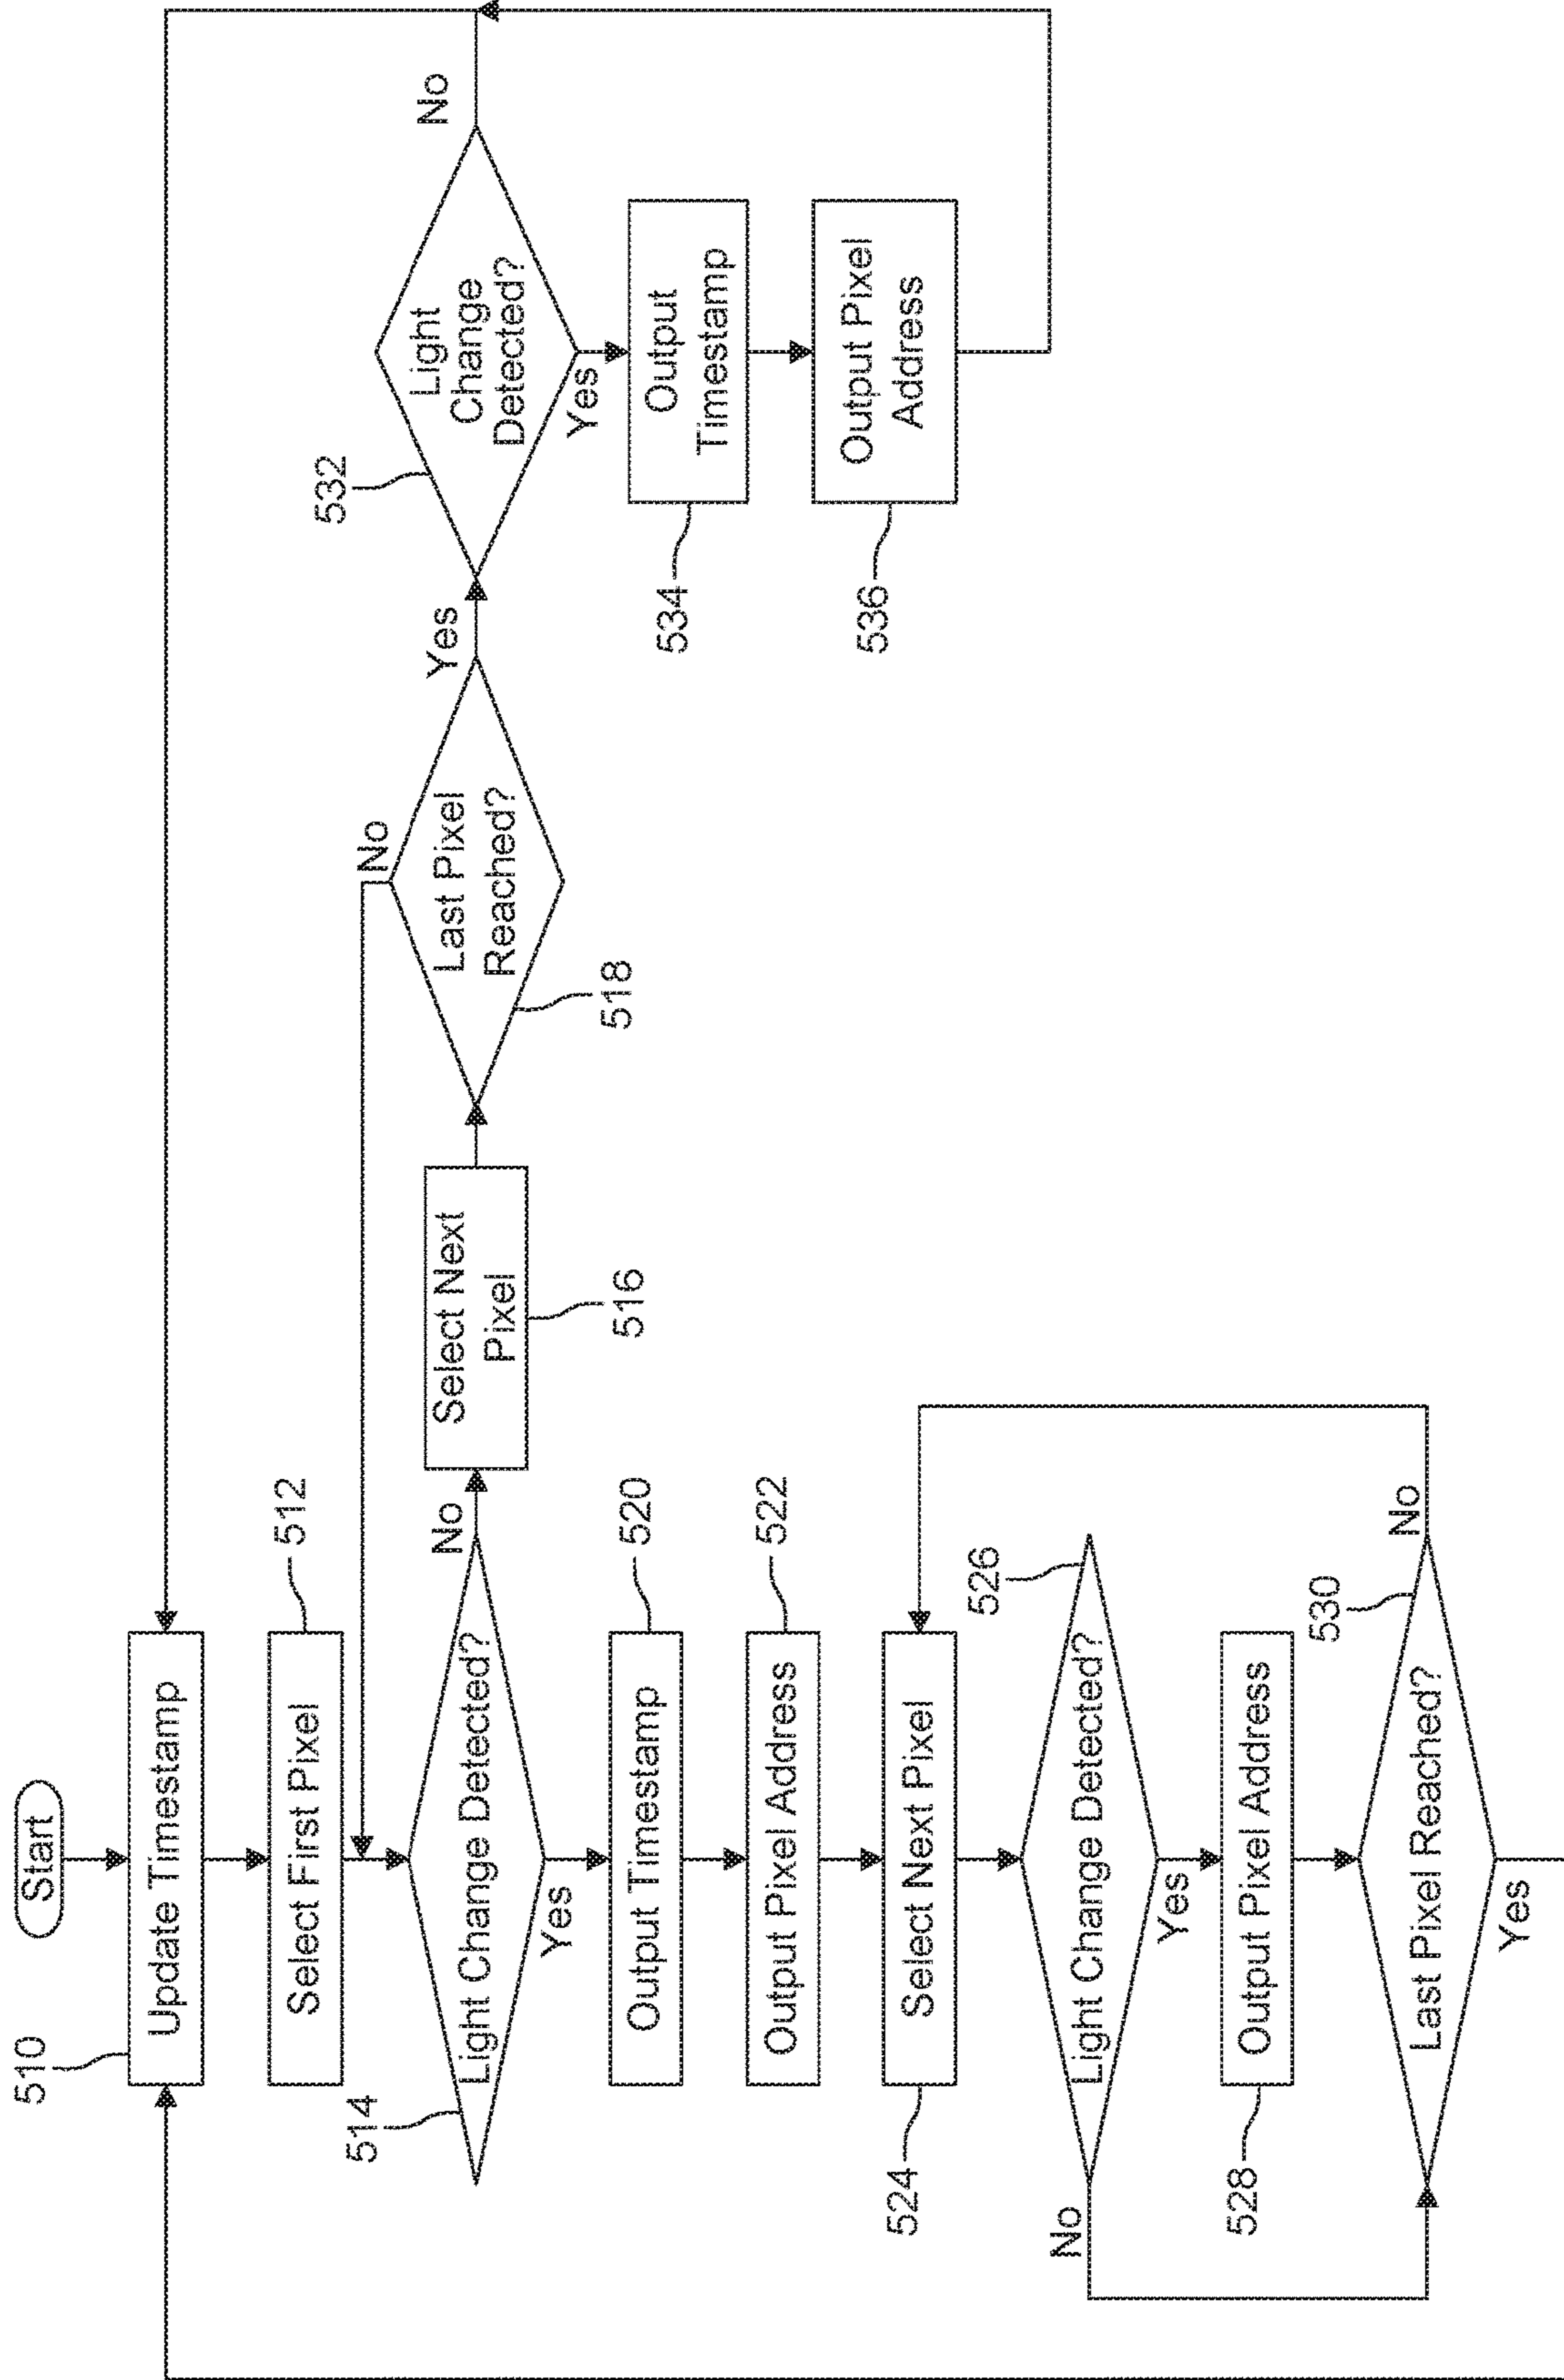 Start
510
Update Timestamp
512
Select First Pixel
514
Light Change Detected?
No
Yes
Select Next
Pixel
516
No
Last Pixel
Reached?
518
Yes
532
Light
Change
Detected?
No
Yes
534
Output
Timestamp
536
Output Pixel
Address
520
Output Timestamp
522
Output Pixel Address
524
Select Next Pixel
526
Light Change Detected?
No
Yes
528
Output Pixel Address
530
Last Pixel Reached?
No
Yes